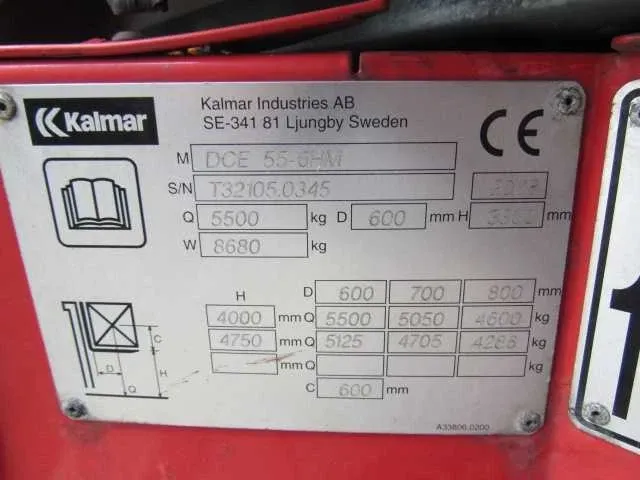 Kalmar
Kalmar Industries AB
SE-341 81 Ljungby Sweden
CE
M DCE 55-6HM
S/N T32105.0345
Q 5500 kg D 600 mm H mm
W 8680 kg
D 600 700 800 mm
H
4000 mm Q 5500 5050 4600 kg
4750 mm Q 5125 4705 4286 kg
mm Q kg
C 600 mm
C
D
H
Q
A33806.0200
1